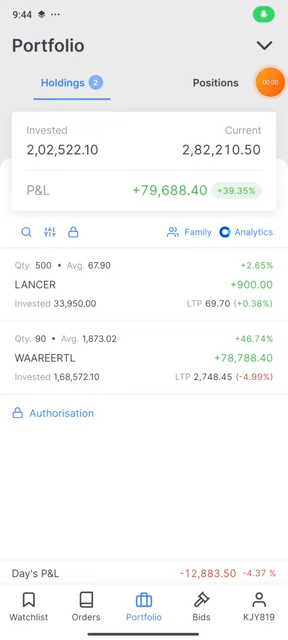 9:44
Portfolio
Holdings 2 Positions
00:00
Invested Current
2,02,522.10 2,82,210.50
P&L +79,688.40 +39.35%
Family Analytics
Qty. 500 • Avg. 67.90 +2.65%
LANCER +900.00
Invested 33,950.00 LTP 69.70 (+0.38%)
Qty. 90 • Avg. 1,873.02 +46.74%
WAAREERTL +78,788.40
Invested 1,68,572.10 LTP 2,748.45 (-4.99%)
Authorisation
Day's P&L -12,883.50 -4.37 %
Watchlist Orders Portfolio Bids KJY819